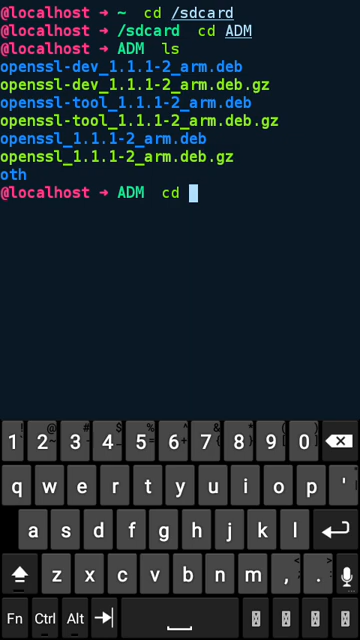 @localhost ➜ ~ cd /sdcard
@localhost ➜ /sdcard cd ADM
@localhost ➜ ADM ls
openssl-dev_1.1.1-2_arm.deb
openssl-dev_1.1.1-2_arm.deb.gz
openssl-tool_1.1.1-2_arm.deb
openssl-tool_1.1.1-2_arm.deb.gz
openssl_1.1.1-2_arm.deb
openssl_1.1.1-2_arm.deb.gz
oth
@localhost ➜ ADM cd
1 2 3 4 5 6 7 8 9 0
q w e r t y u i o p '
a s d f g h j k l
z x c v b n m , .
Fn Ctrl Alt